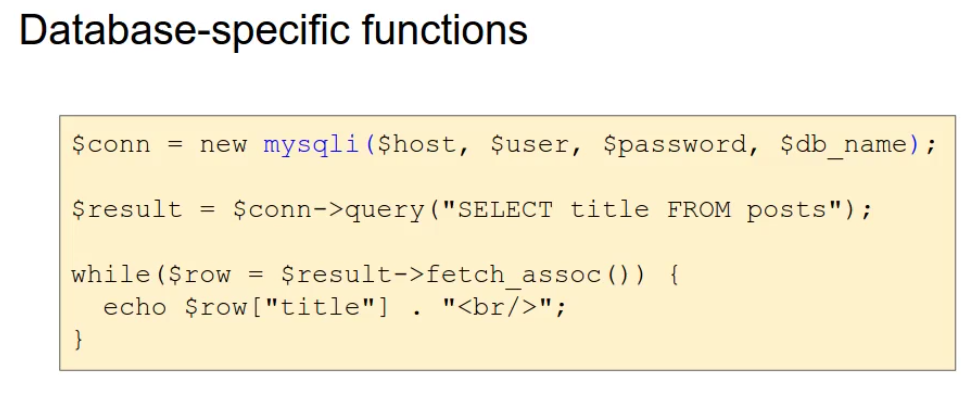 Database-specific functions
$conn = new mysqli($host, $user, $password, $db_name);
$result = $conn->query("SELECT title FROM posts");
while($row = $result->fetch_assoc()) {
  echo $row["title"] . "<br/>";
}